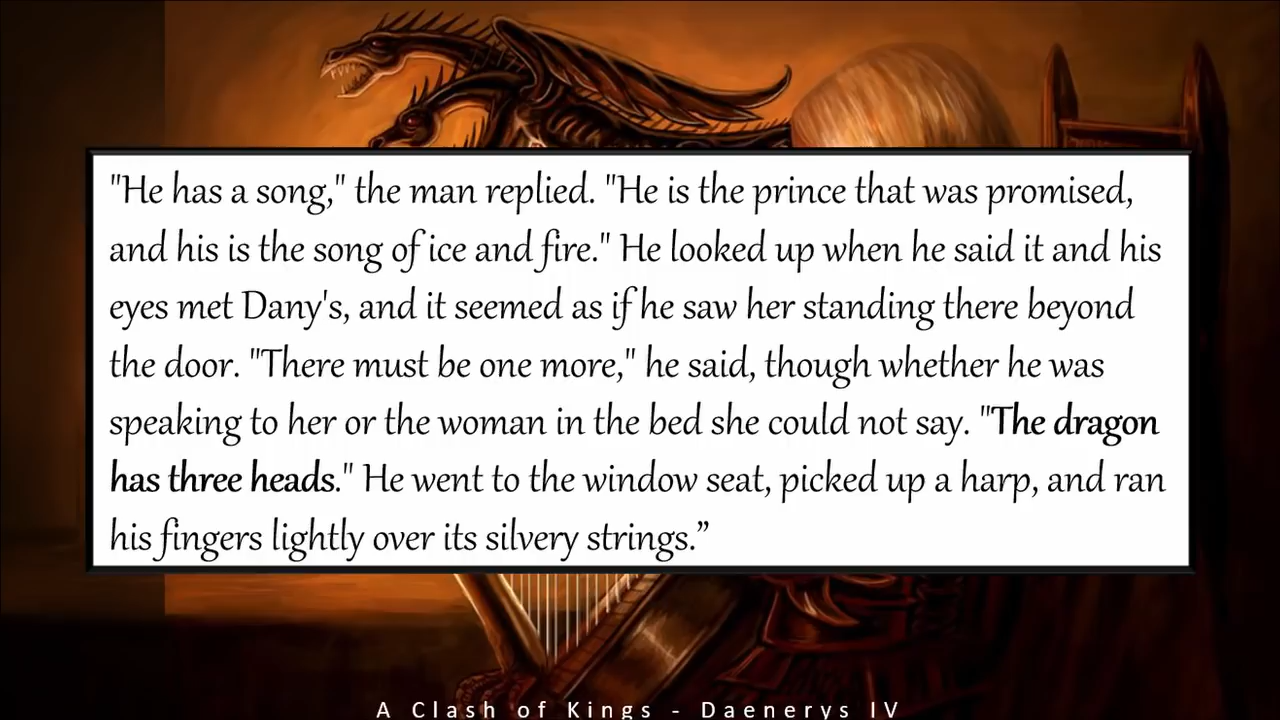 "He has a song," the man replied. "He is the prince that was promised,
and his is the song of ice and fire." He looked up when he said it and his
eyes met Dany's, and it seemed as if he saw her standing there beyond
the door. "There must be one more," he said, though whether he was
speaking to her or the woman in the bed she could not say. "The dragon
has three heads." He went to the window seat, picked up a harp, and ran
his fingers lightly over its silvery strings.”
A Clash of Kings - Daenerys IV